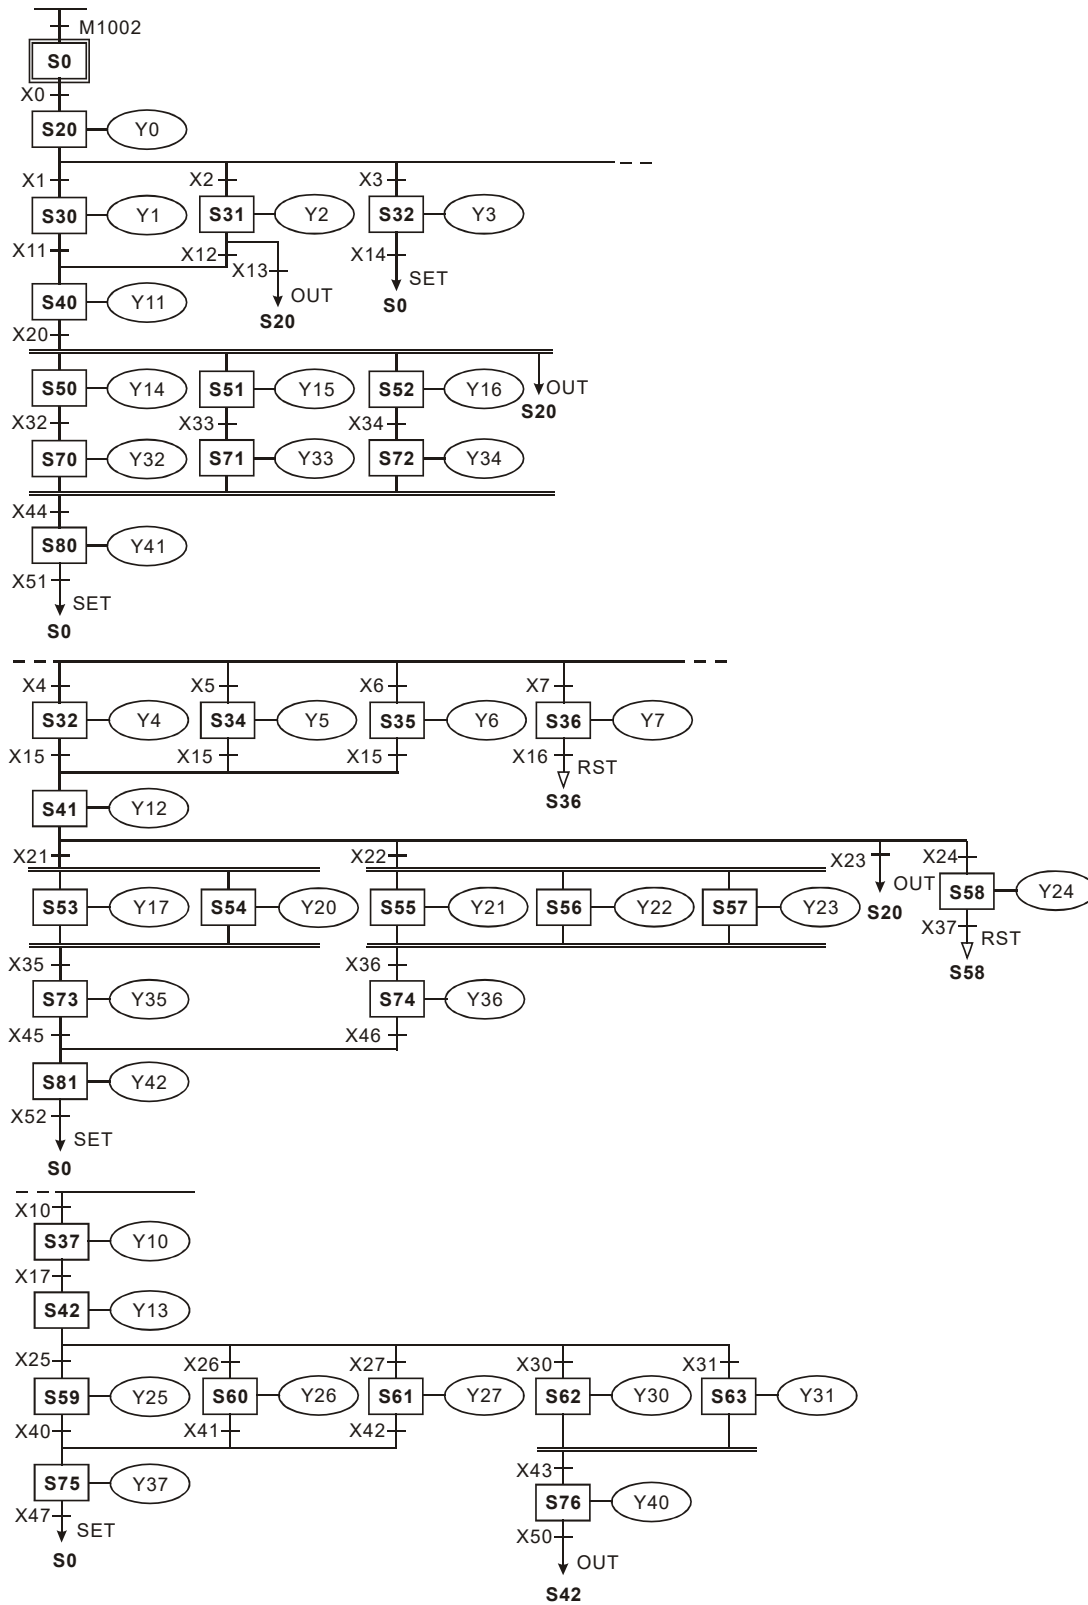 M1002
S0
X0
S20 Y0
X1 X2 X3
S30 Y1 S31 Y2 S32 Y3
X11 X12 X13 X14
SET
OUT S0
S40 Y11 S20
X20
S50 Y14 S51 Y15 S52 Y16 OUT
S20
X32 X33 X34
S70 Y32 S71 Y33 S72 Y34
X44
S80 Y41
X51
SET
S0
X4 X5 X6 X7
S32 Y4 S34 Y5 S35 Y6 S36 Y7
X15 X15 X15 X16
RST
S36
S41 Y12
X21 X22 X23 X24
OUT S58 Y24
S53 Y17 S54 Y20 S55 Y21 S56 Y22 S57 Y23 S20
X37
RST
X35 X36 S58
S73 Y35 S74 Y36
X45 X46
S81 Y42
X52
SET
S0
X10
S37 Y10
X17
S42 Y13
X25 X26 X27 X30 X31
S59 Y25 S60 Y26 S61 Y27 S62 Y30 S63 Y31
X40 X41 X42
X43
S75 Y37 S76 Y40
X47 X50
SET OUT
S0 S42